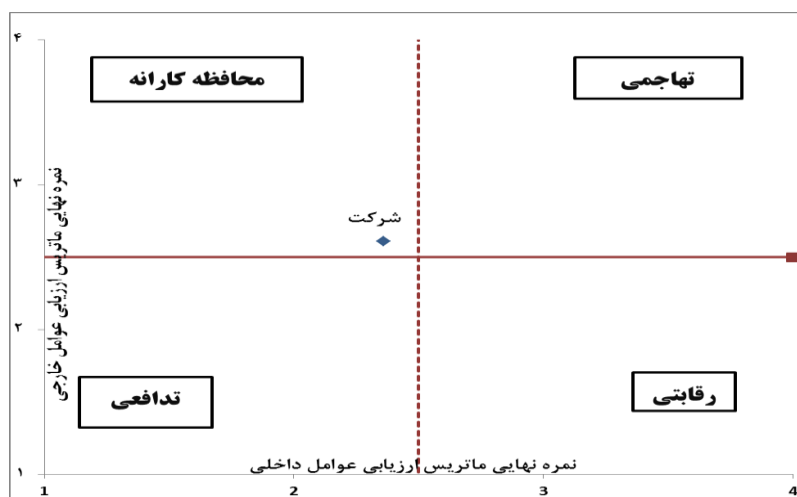 ۴
محافظه کارانه
تهاجمی
۳
شرکت
نمره نهایی ماتریس ارزیابی عوامل خارجی
۲
تدافعی
رقابتی
نمره نهایی ماتریس ارزیابی عوامل داخلی
۱
1
2
3
4